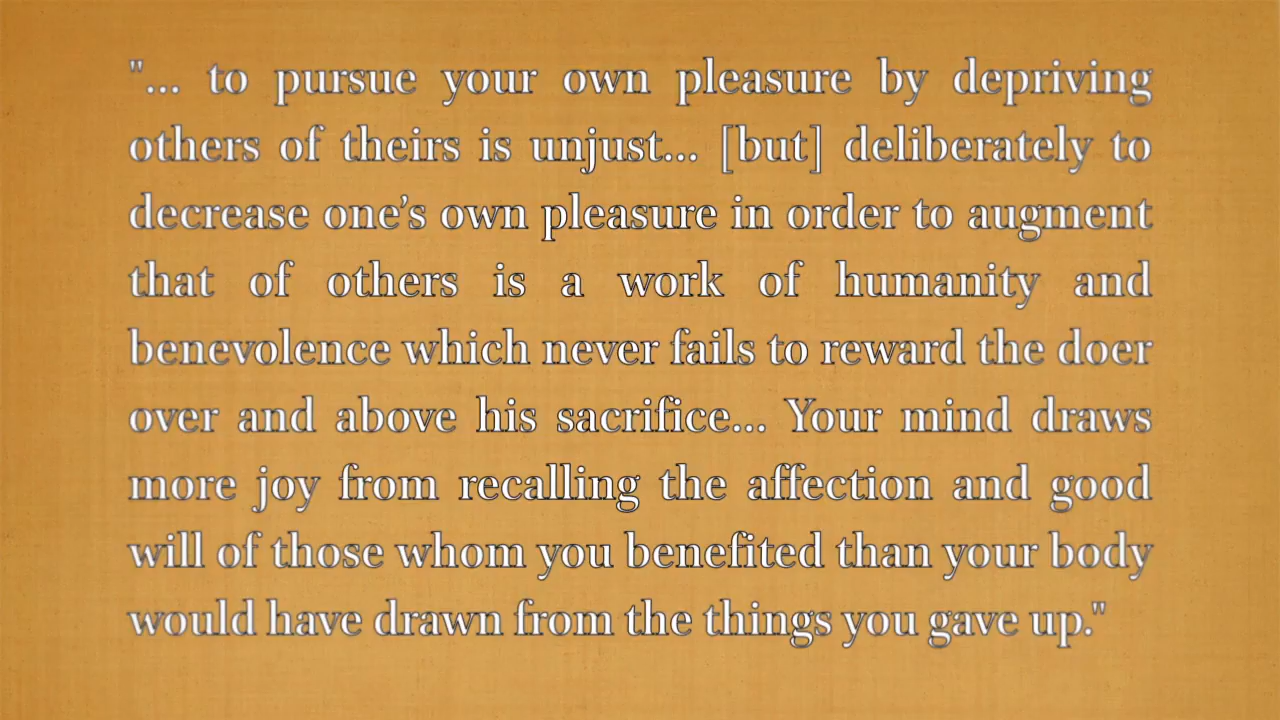 "... to pursue your own pleasure by depriving
others of theirs is unjust... [but] deliberately to
decrease one's own pleasure in order to augment
that of others is a work of humanity and
benevolence which never fails to reward the doer
over and above his sacrifice... Your mind draws
more joy from recalling the affection and good
will of those whom you benefited than your body
would have drawn from the things you gave up."